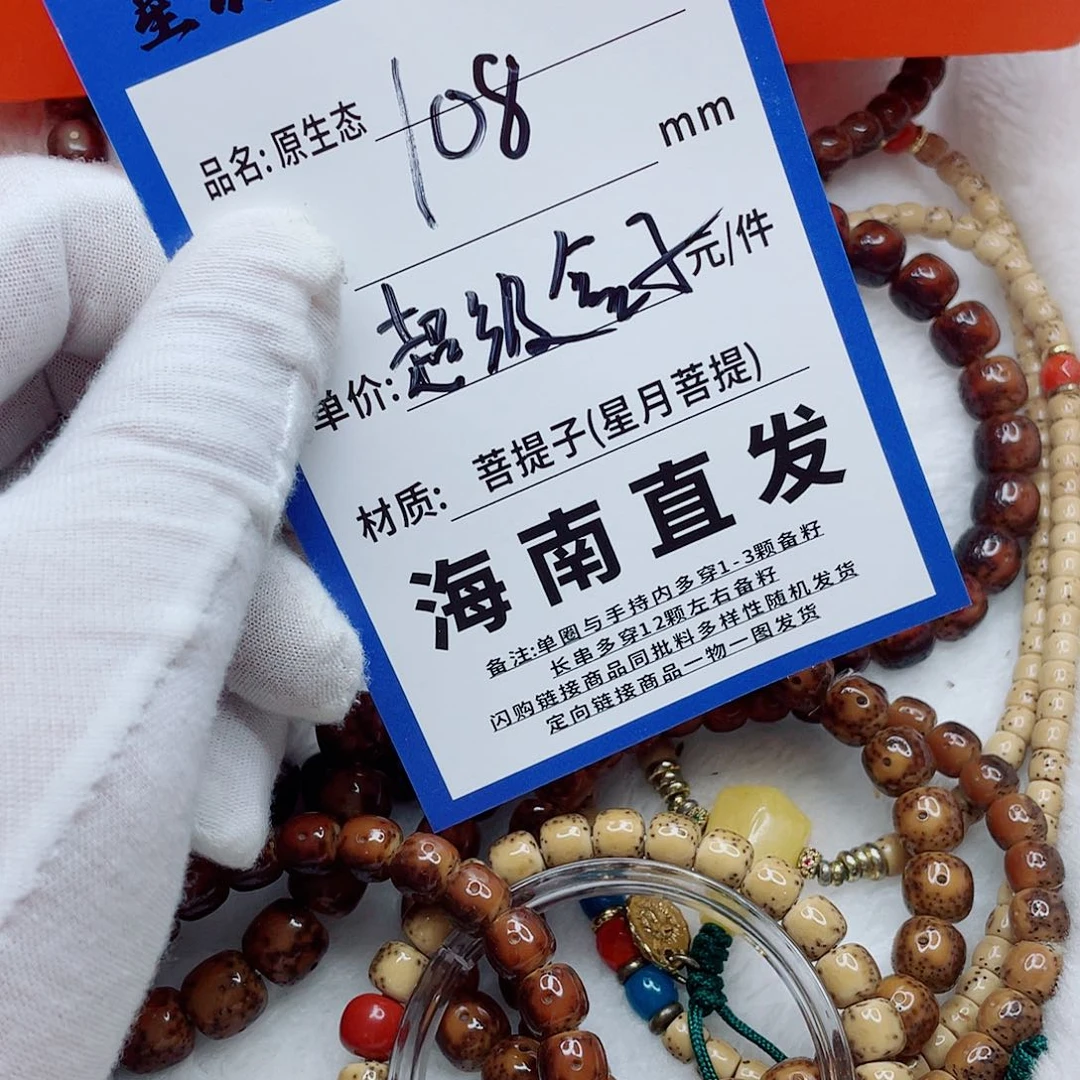 品名:原生态 108 mm
单价:超级盒子元/件
材质: 菩提子(星月菩提)
海南直发
备注:单圈与手持内多穿1-3颗备籽
长串多穿12颗左右备籽
闪购链接商品同批料多样性随机发货
定向链接商品一物一图发货